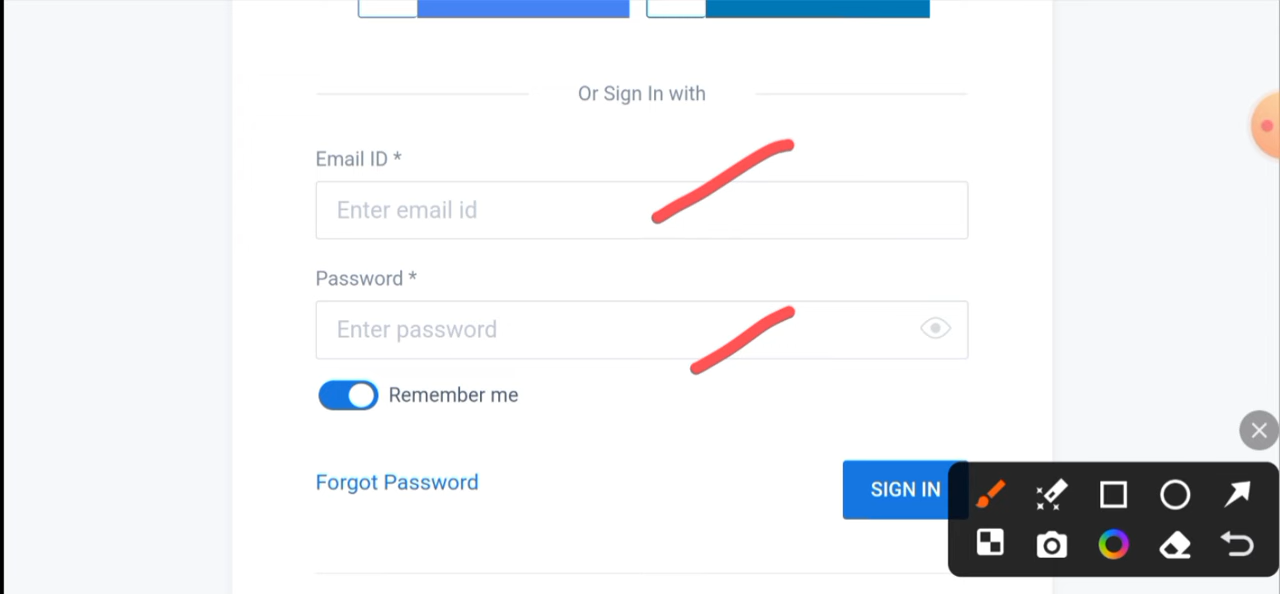 Or Sign In with
Email ID *
Enter email id
Password *
Enter password
Remember me
Forgot Password
SIGN IN